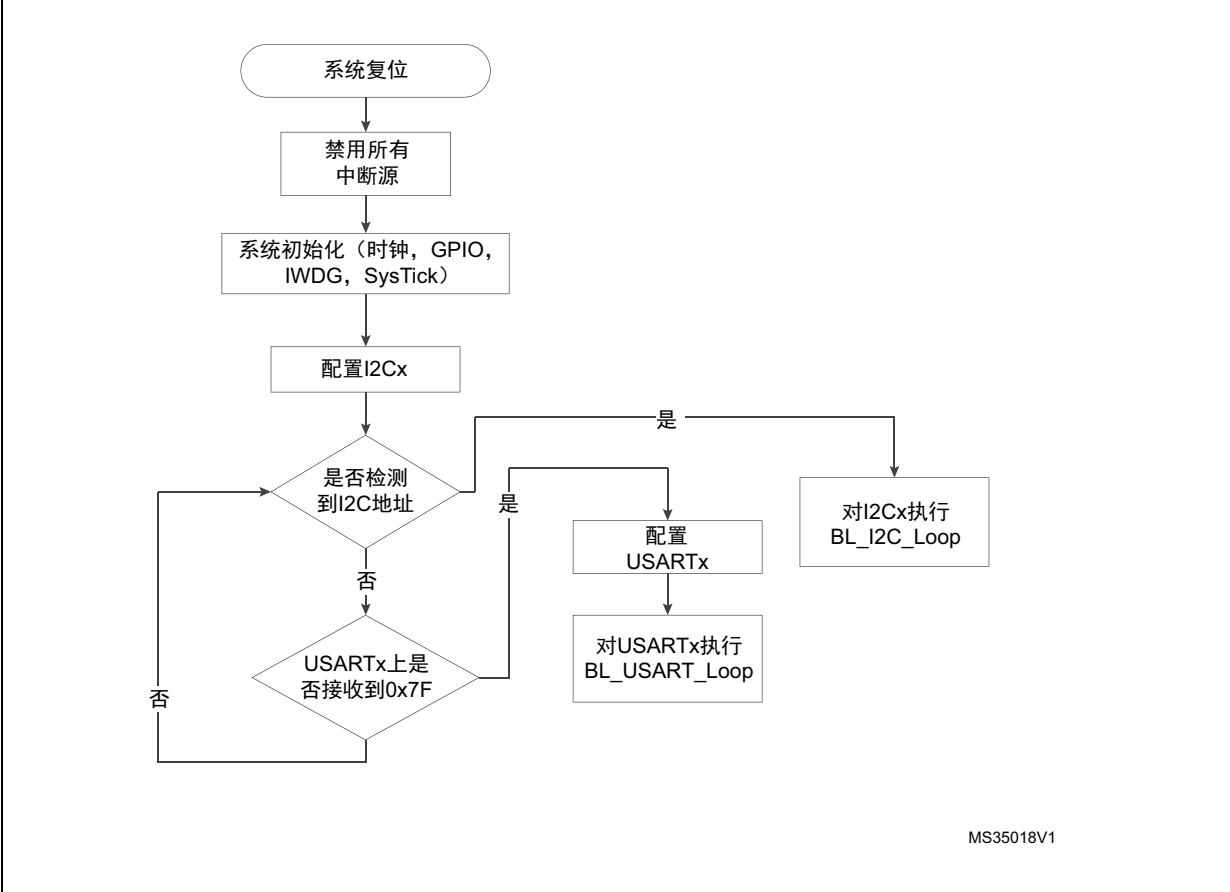 系统复位
禁用所有
中断源
系统初始化（时钟，GPIO，
IWDG，SysTick）
配置I2Cx
是
是否检测
到I2C地址
是
对I2Cx执行
BL_I2C_Loop
配置
USARTx
否
对USARTx执行
BL_USART_Loop
USARTx上是
否接收到0x7F
否
MS35018V1